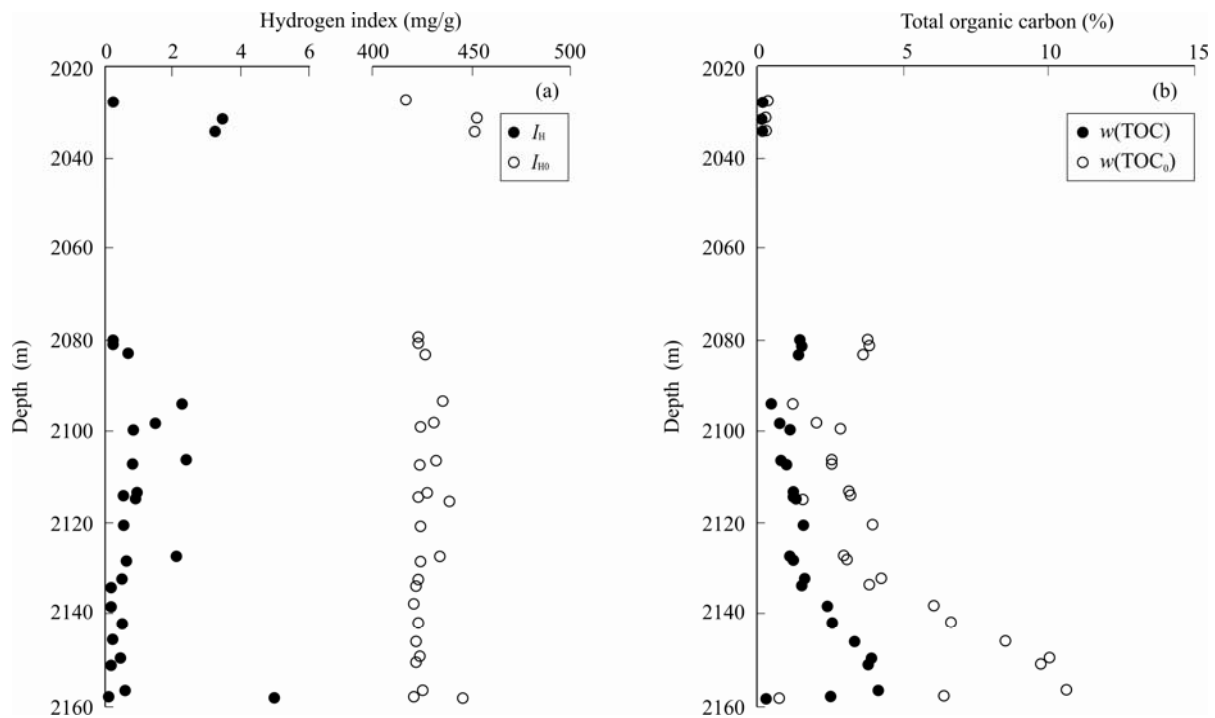 Hydrogen index (mg/g)
0 2 4 6 400 450 500
2020
2040
2060
2080
2100
2120
2140
2160
Depth (m)
(a)
I_H
I_H0
Total organic carbon (%)
0 5 10 15
2020
2040
2060
2080
2100
2120
2140
2160
Depth (m)
(b)
w(TOC)
w(TOC₀)